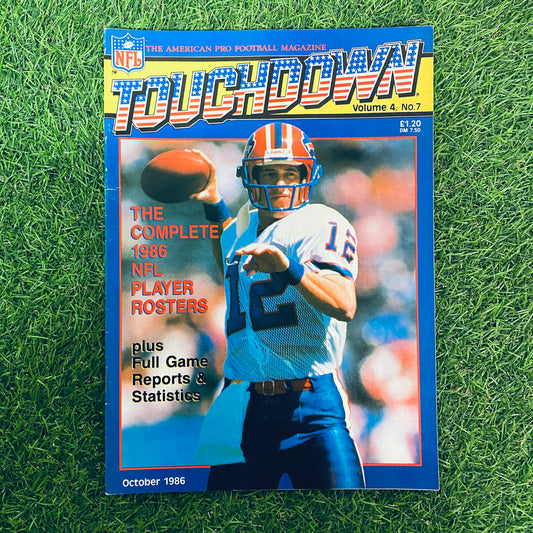 NFL
THE AMERICAN PRO FOOTBALL MAGAZINE
TOUCHDOWN
Volume 4. No.7
£1.20
DM 7.50
12
12
THE
COMPLETE
1986
NFL
PLAYER
ROSTERS
plus
Full Game
Reports &
Statistics
October 1986